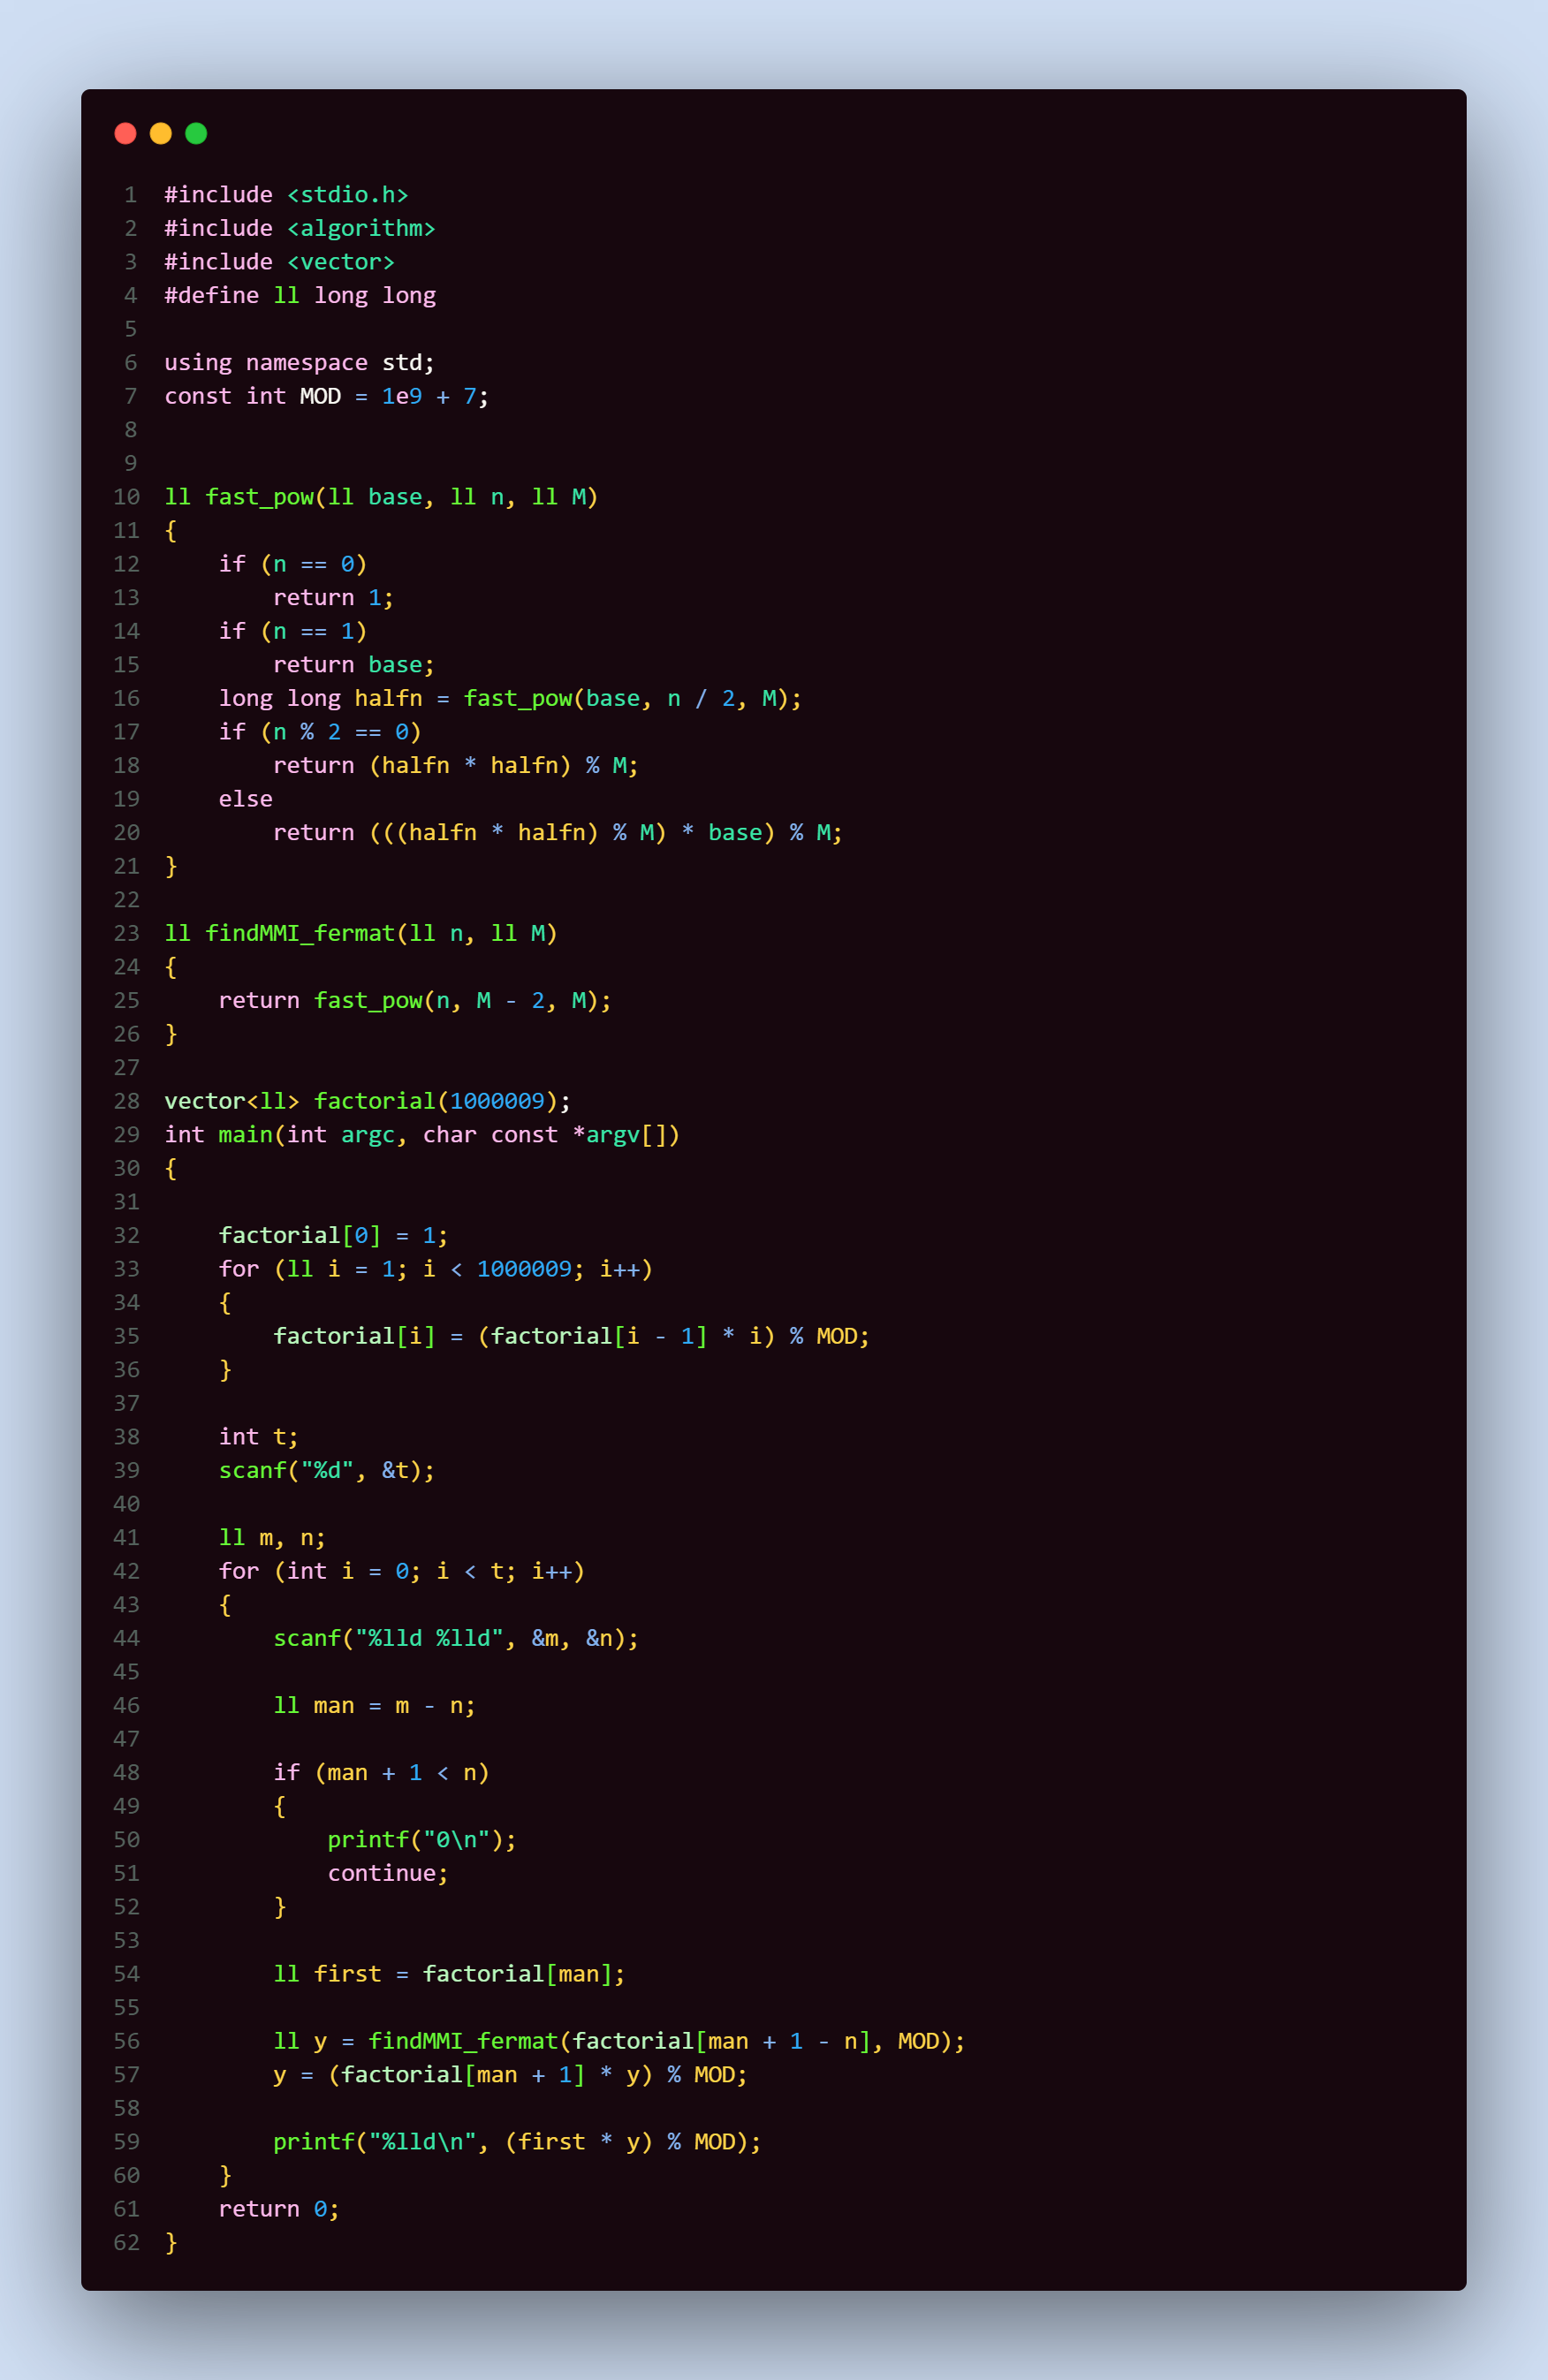 1 #include <stdio.h>
2 #include <algorithm>
3 #include <vector>
4 #define ll long long
5
6 using namespace std;
7 const int MOD = 1e9 + 7;
8
9
10 ll fast_pow(ll base, ll n, ll M)
11 {
12     if (n == 0)
13         return 1;
14     if (n == 1)
15         return base;
16     long long halfn = fast_pow(base, n / 2, M);
17     if (n % 2 == 0)
18         return (halfn * halfn) % M;
19     else
20         return (((halfn * halfn) % M) * base) % M;
21 }
22
23 ll findMMI_fermat(ll n, ll M)
24 {
25     return fast_pow(n, M - 2, M);
26 }
27
28 vector<ll> factorial(1000009);
29 int main(int argc, char const *argv[])
30 {
31
32     factorial[0] = 1;
33     for (ll i = 1; i < 1000009; i++)
34     {
35         factorial[i] = (factorial[i - 1] * i) % MOD;
36     }
37
38     int t;
39     scanf("%d", &t);
40
41     ll m, n;
42     for (int i = 0; i < t; i++)
43     {
44         scanf("%lld %lld", &m, &n);
45
46         ll man = m - n;
47
48         if (man + 1 < n)
49         {
50             printf("0\n");
51             continue;
52         }
53
54         ll first = factorial[man];
55
56         ll y = findMMI_fermat(factorial[man + 1 - n], MOD);
57         y = (factorial[man + 1] * y) % MOD;
58
59         printf("%lld\n", (first * y) % MOD);
60     }
61     return 0;
62 }